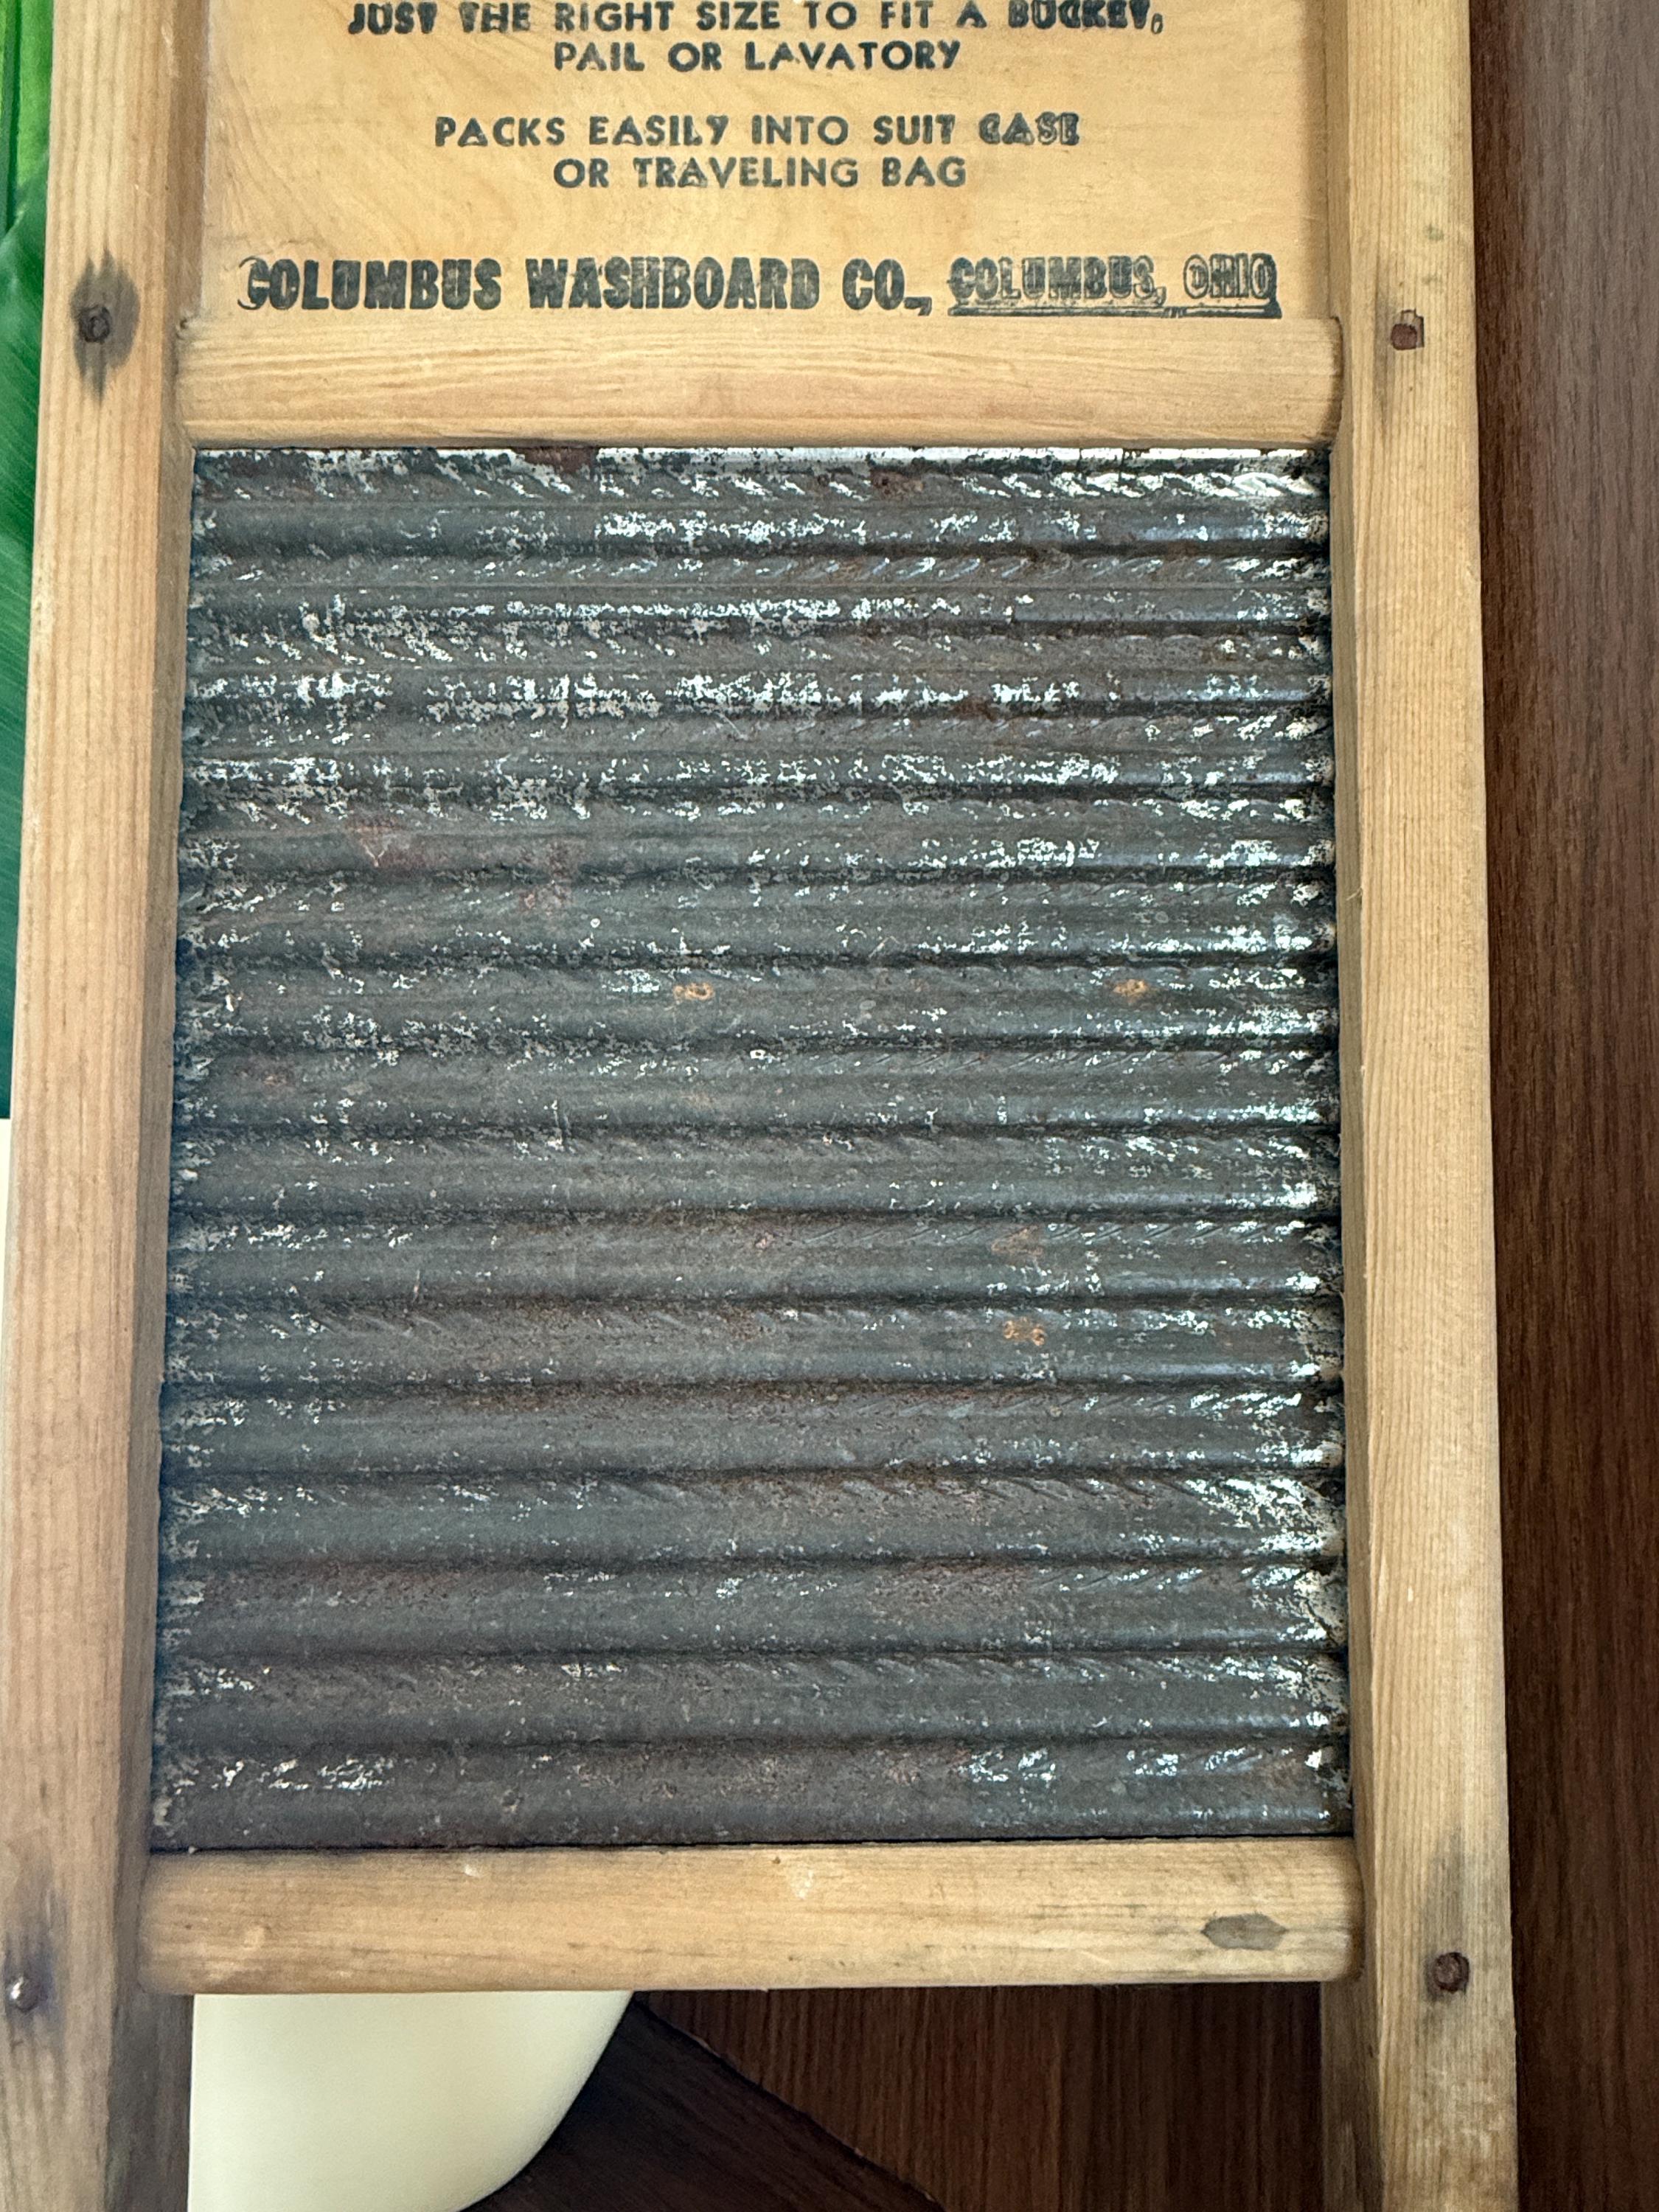 JUST THE RIGHT SIZE TO FIT A BUCKET,
PAIL OR LAVATORY
PACKS EASILY INTO SUIT CASE
OR TRAVELING BAG
COLUMBUS WASHBOARD CO., COLUMBUS, OHIO